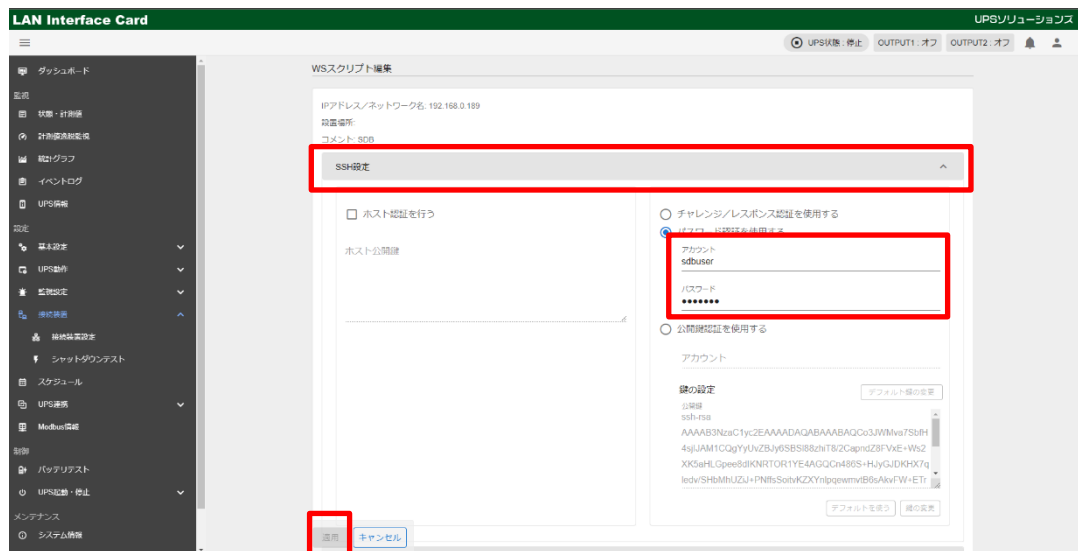 LAN Interface Card
UPSソリューションズ
UPS状態 : 停止
OUTPUT1 : オフ
OUTPUT2 : オフ
ダッシュボード
監視
状態・計測値
計測値逸脱監視
統計グラフ
イベントログ
UPS情報
設定
基本設定
UPS動作
監視設定
接続装置
接続装置設定
シャットダウンテスト
スケジュール
UPS連携
Modbus情報
制御
バッテリテスト
UPS起動・停止
メンテナンス
システム情報
WSスクリプト編集
IPアドレス／ネットワーク名: 192.168.0.189
設置場所:
コメント: SDB
SSH設定
ホスト認証を行う
ホスト公開鍵
チャレンジ／レスポンス認証を使用する
パスワード認証を使用する
アカウント
sdbuser
パスワード
•••••••
公開鍵認証を使用する
アカウント
鍵の設定
デフォルト鍵の変更
公開鍵
ssh-rsa
デフォルトを使う
鍵の変更
適用
キャンセル